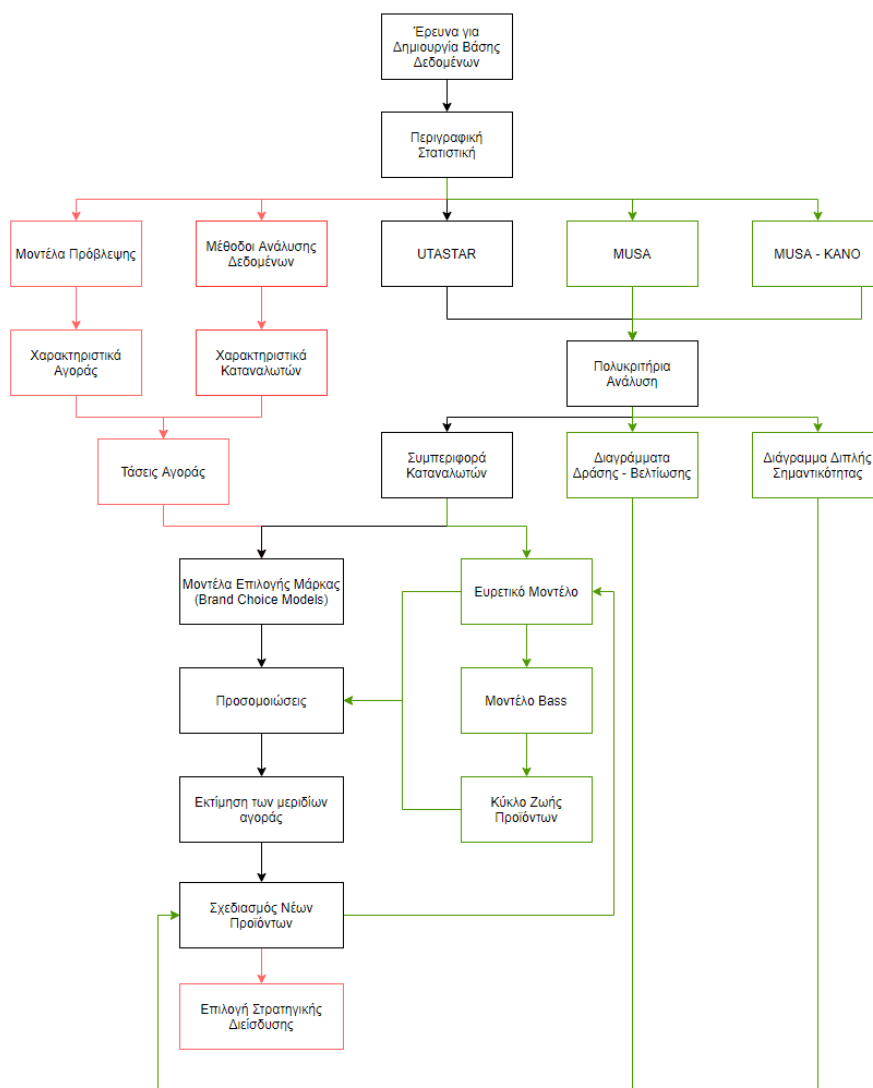 Έρευνα για
Δημιουργία Βάσης
Δεδομένων
Περιγραφική
Στατιστική
Μοντέλα Πρόβλεψης
Μέθοδοι Ανάλυσης
Δεδομένων
UTASTAR
MUSA
MUSA - KANO
Χαρακτηριστικά
Αγοράς
Χαρακτηριστικά
Καταναλωτών
Πολυκριτήρια
Ανάλυση
Τάσεις Αγοράς
Συμπεριφορά
Καταναλωτών
Διαγράμματα
Δράσης - Βελτίωσης
Διάγραμμα Διπλής
Σημαντικότητας
Μοντέλα Επιλογής Μάρκας
(Brand Choice Models)
Ευρετικό Μοντέλο
Προσομοιώσεις
Μοντέλο Bass
Εκτίμηση των μεριδίων
αγοράς
Κύκλο Ζωής
Προϊόντων
Σχεδιασμός Νέων
Προϊόντων
Επιλογή Στρατηγικής
Διείσδυσης